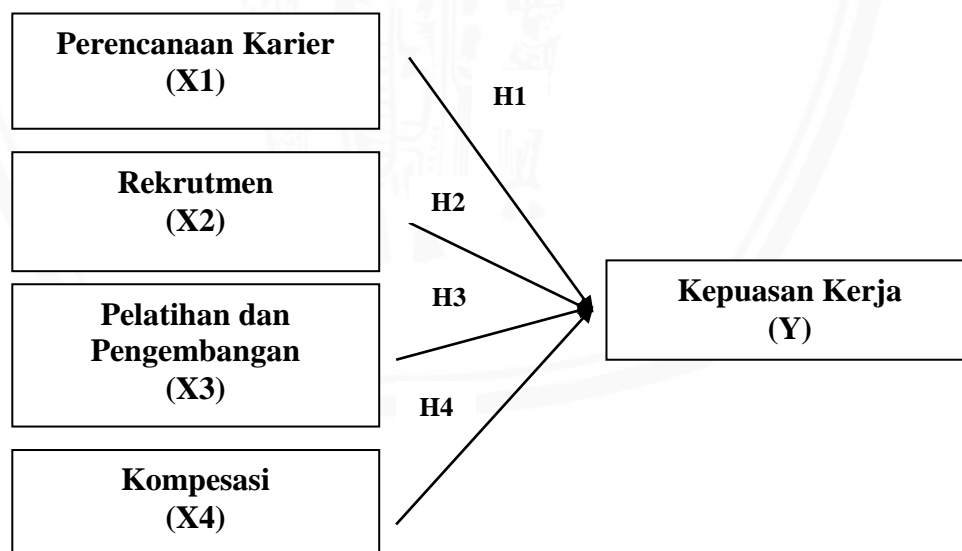 Perencanaan Karier
(X1)
H1
Rekrutmen
(X2)
H2
Pelatihan dan
Pengembangan
(X3)
H3
Kompesasi
(X4)
H4
Kepuasan Kerja
(Y)